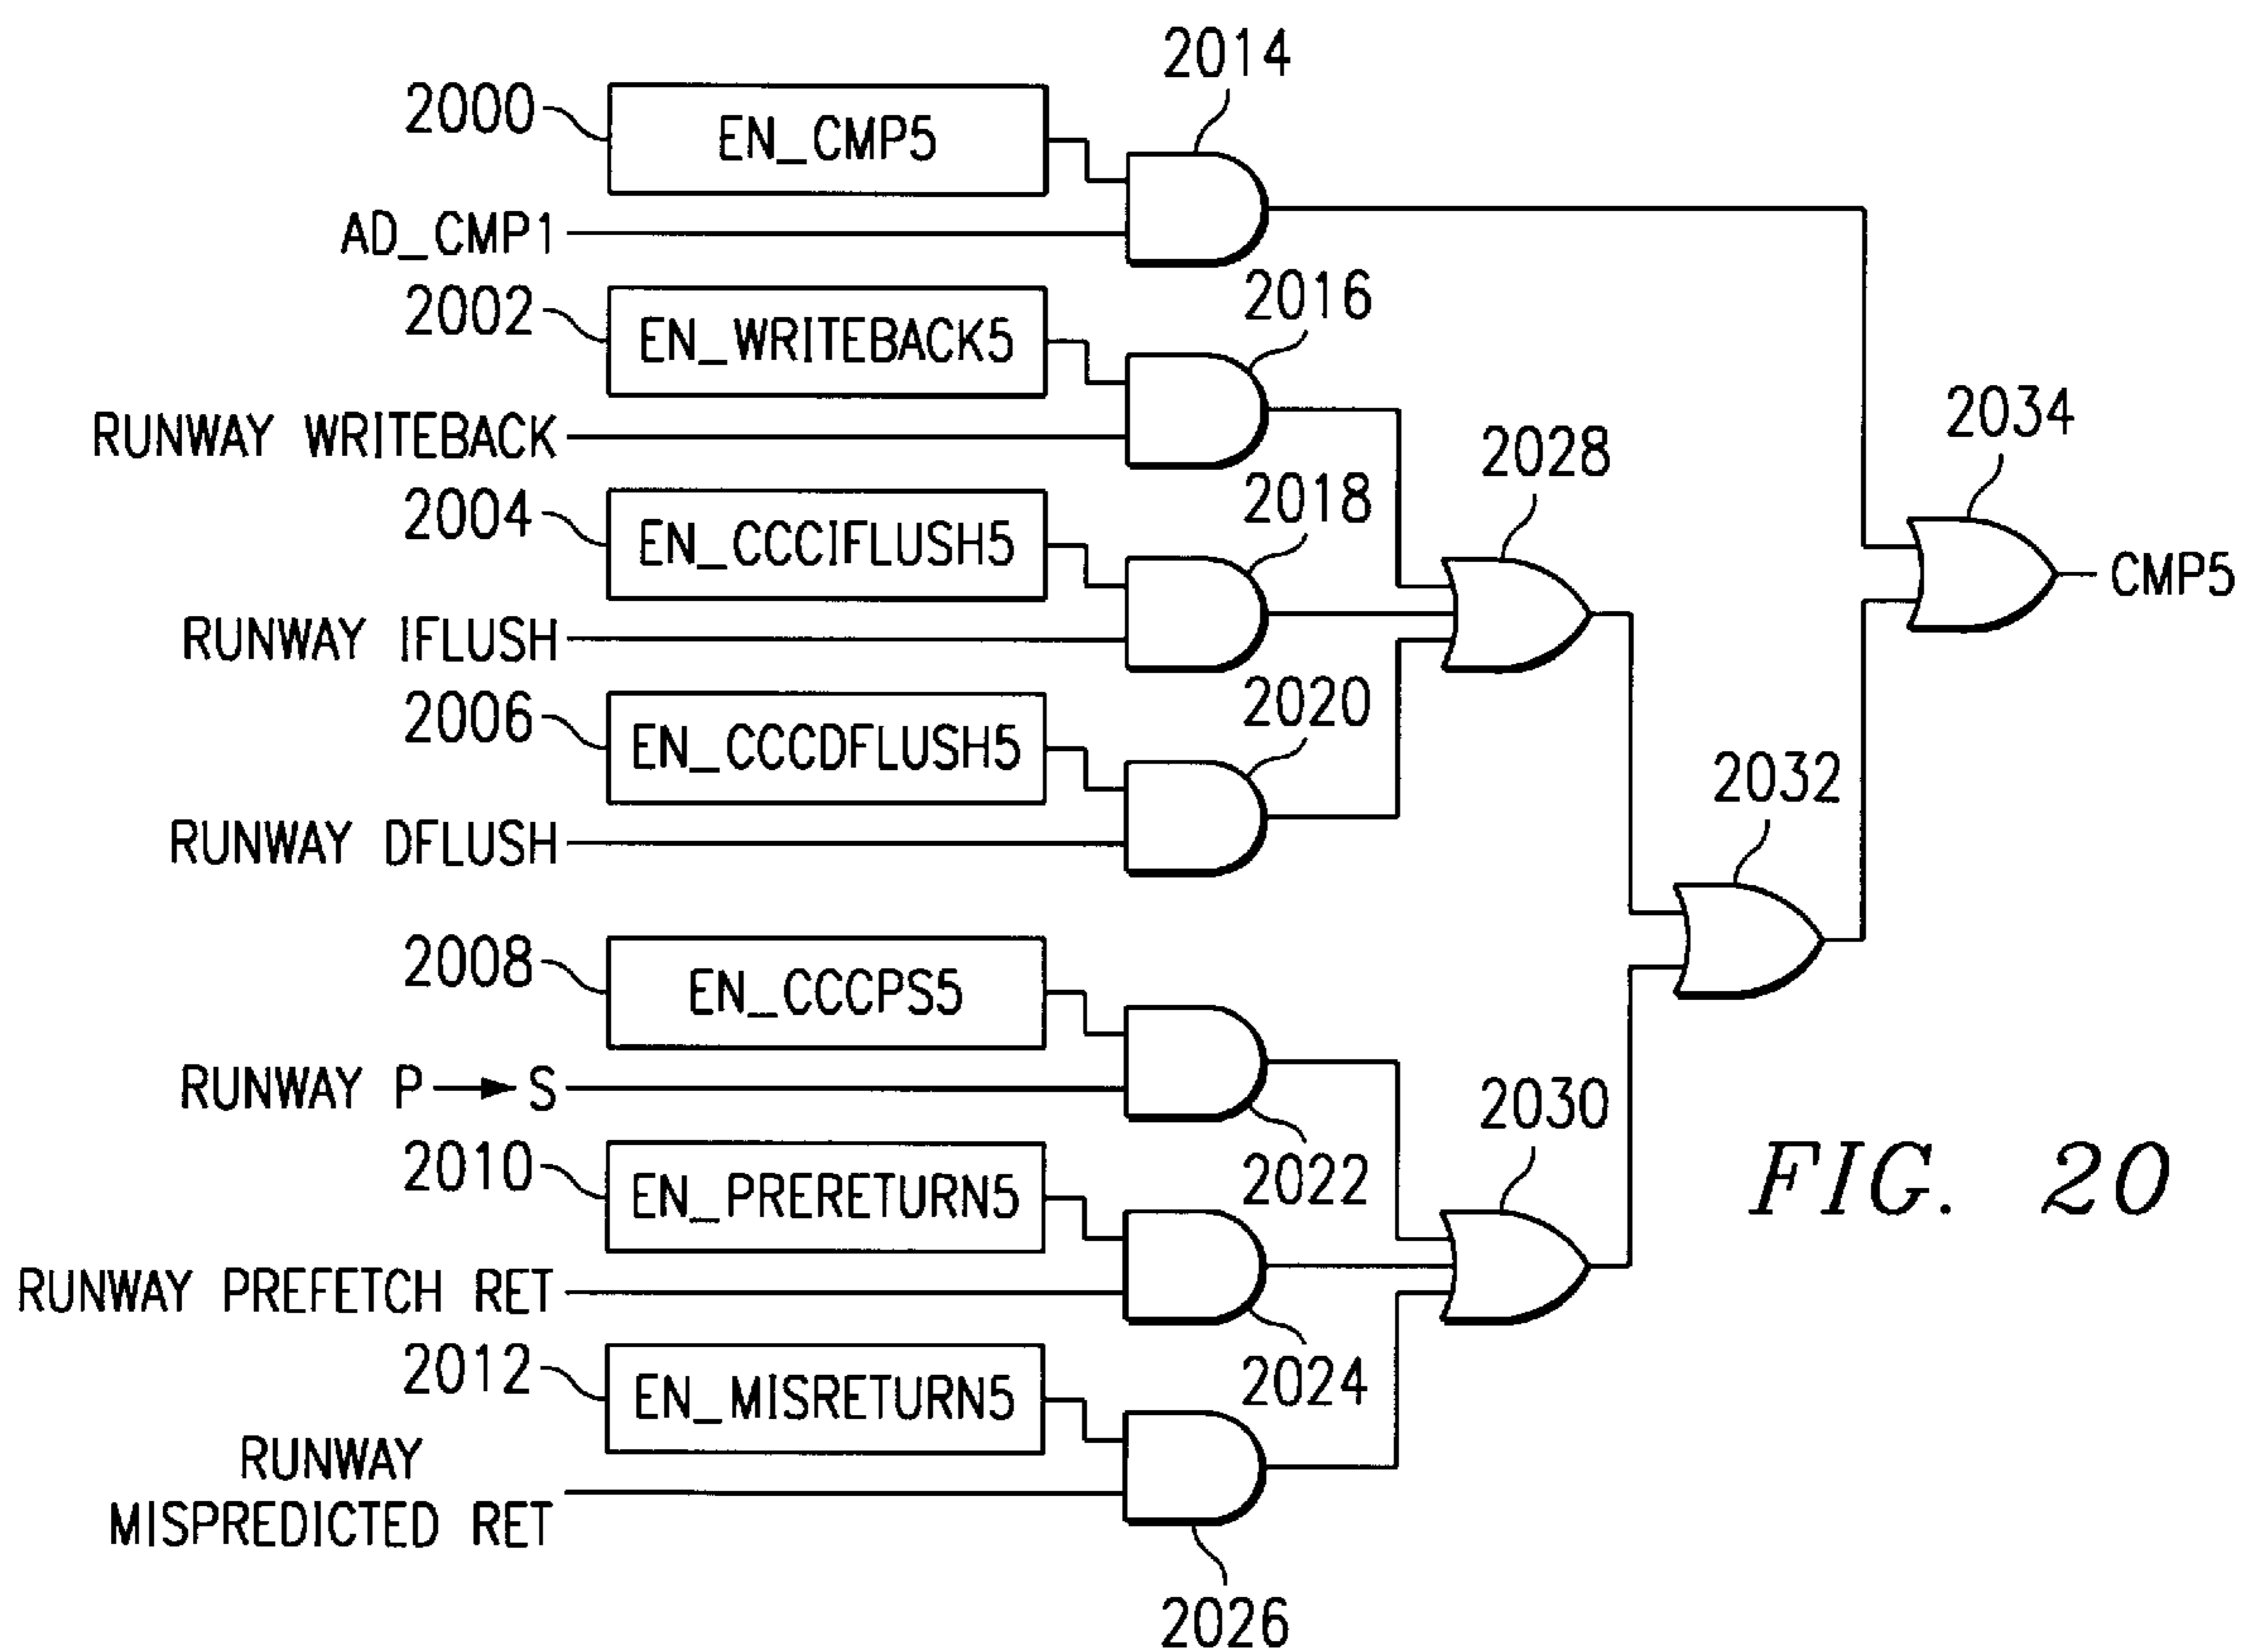 2014
2000
EN_CMP5
AD_CMP1
2002
EN_WRITEBACK5
2016
RUNWAY WRITEBACK
2034
2004
EN_CCCIFLUSH5
2018
2028
CMP5
RUNWAY IFLUSH
2006
EN_CCCDFLUSH5
2020
RUNWAY DFLUSH
2032
2008
EN_CCCPS5
RUNWAY P → S
2022
2030
2010
EN_PRERETURN5
FIG. 20
RUNWAY PREFETCH RET
2024
2012
EN_MISRETURN5
RUNWAY
MISPREDICTED RET
2026